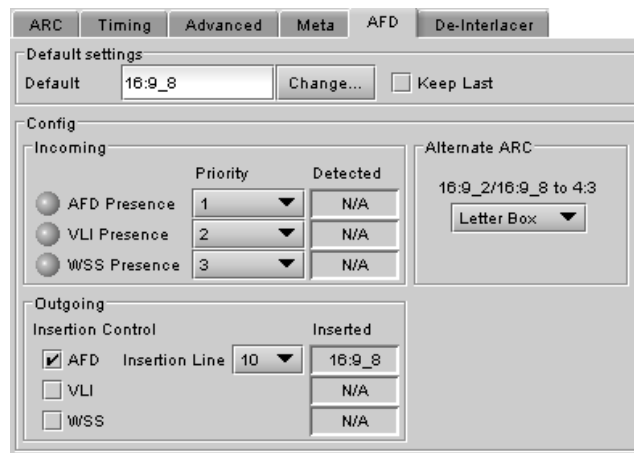 ARC Timing Advanced Meta AFD De-Interlacer
Default settings
Default 16:9_8 Change... Keep Last
Config
Incoming
Priority Detected
AFD Presence 1 N/A
VLI Presence 2 N/A
WSS Presence 3 N/A
Alternate ARC
16:9_2/16:9_8 to 4:3
Letter Box
Outgoing
Insertion Control Inserted
AFD Insertion Line 10 16:9_8
VLI N/A
WSS N/A